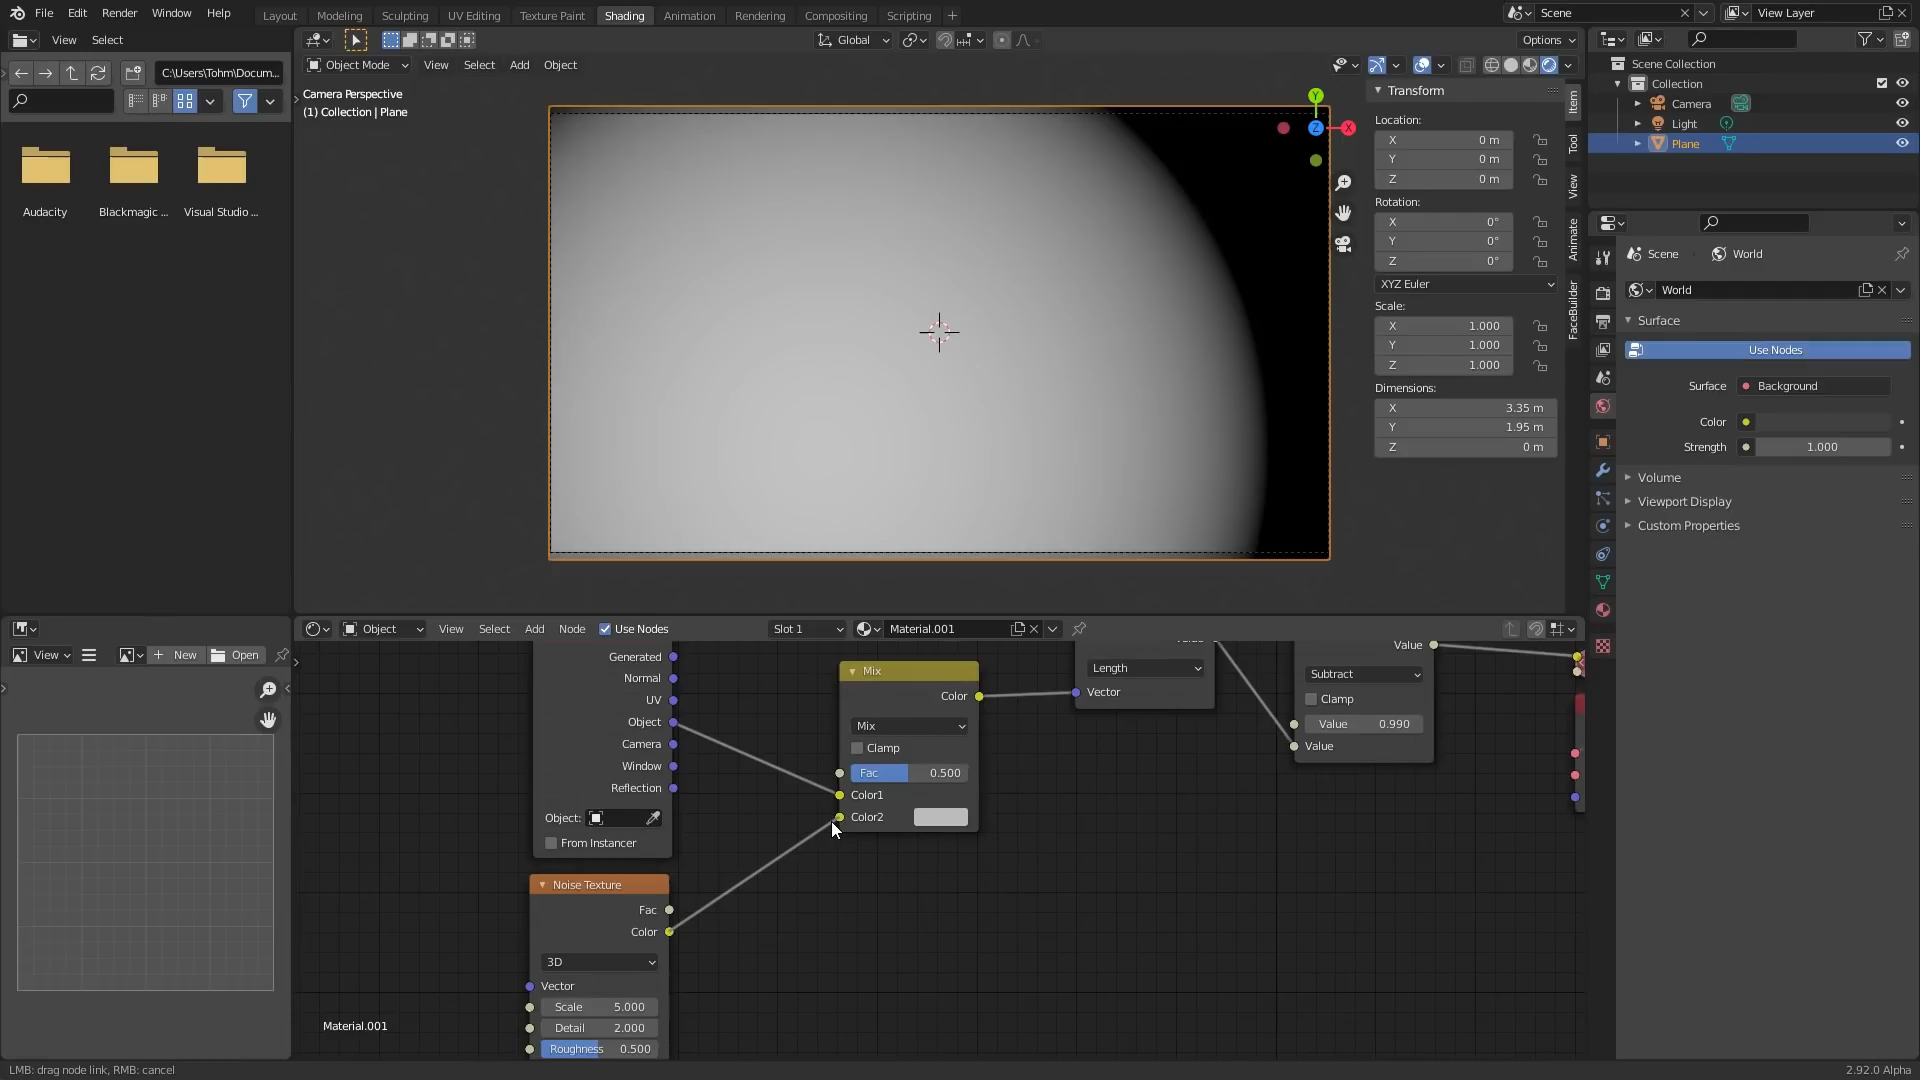 File Edit Render Window Help
Layout Modeling Sculpting UV Editing Texture Paint Shading Animation Rendering Compositing Scripting +
Scene
View Layer
View Select
C:\Users\Tohm\Docum...
Audacity
Blackmagic ...
Visual Studio ...
Global
Options
Object Mode View Select Add Object
Camera Perspective
(1) Collection | Plane
Y
Z
X
Transform
Location:
X 0 m
Y 0 m
Z 0 m
Rotation:
X 0°
Y 0°
Z 0°
XYZ Euler
Scale:
X 1.000
Y 1.000
Z 1.000
Dimensions:
X 3.35 m
Y 1.95 m
Z 0 m
Item
Tool
View
Animate
FaceBuilder
Scene Collection
Collection
Camera
Light
Plane
Scene
World
World
Surface
Use Nodes
Surface Background
Color
Strength 1.000
Volume
Viewport Display
Custom Properties
View
New
Open
Object View Select Add Node Use Nodes
Slot 1
Material.001
Generated
Normal
UV
Object
Camera
Window
Reflection
Object:
From Instancer
Noise Texture
Fac
Color
3D
Vector
Scale 5.000
Detail 2.000
Roughness 0.500
Mix
Color
Mix
Clamp
Fac 0.500
Color1
Color2
Length
Vector
Value
Subtract
Clamp
Value 0.990
Value
Material.001
LMB: drag node link, RMB: cancel
2.92.0 Alpha